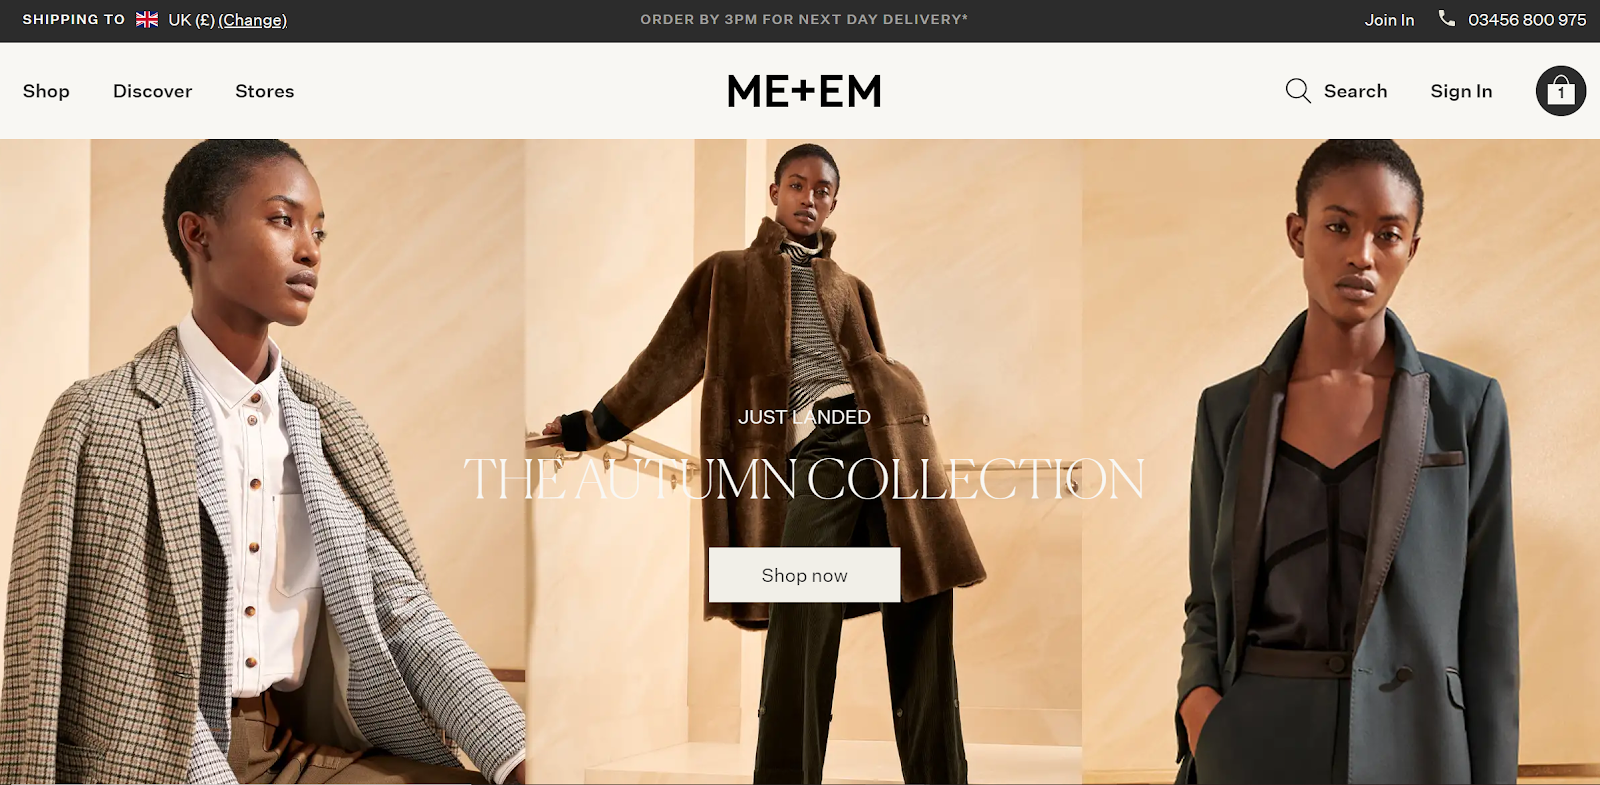 SHIPPING TO UK (£) (Change)
ORDER BY 3PM FOR NEXT DAY DELIVERY*
Join In 03456 800 975
Shop Discover Stores
ME+EM
Search Sign In 1
JUST LANDED
THE AUTUMN COLLECTION
Shop now